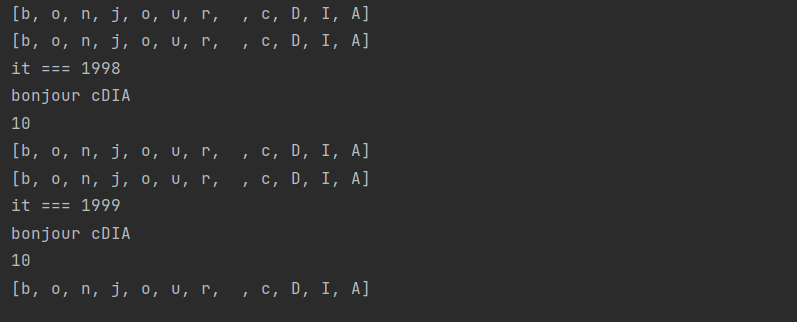 [b, o, n, j, o, u, r,  , c, D, I, A]
[b, o, n, j, o, u, r,  , c, D, I, A]
it === 1998
bonjour cDIA
10
[b, o, n, j, o, u, r,  , c, D, I, A]
[b, o, n, j, o, u, r,  , c, D, I, A]
it === 1999
bonjour cDIA
10
[b, o, n, j, o, u, r,  , c, D, I, A]